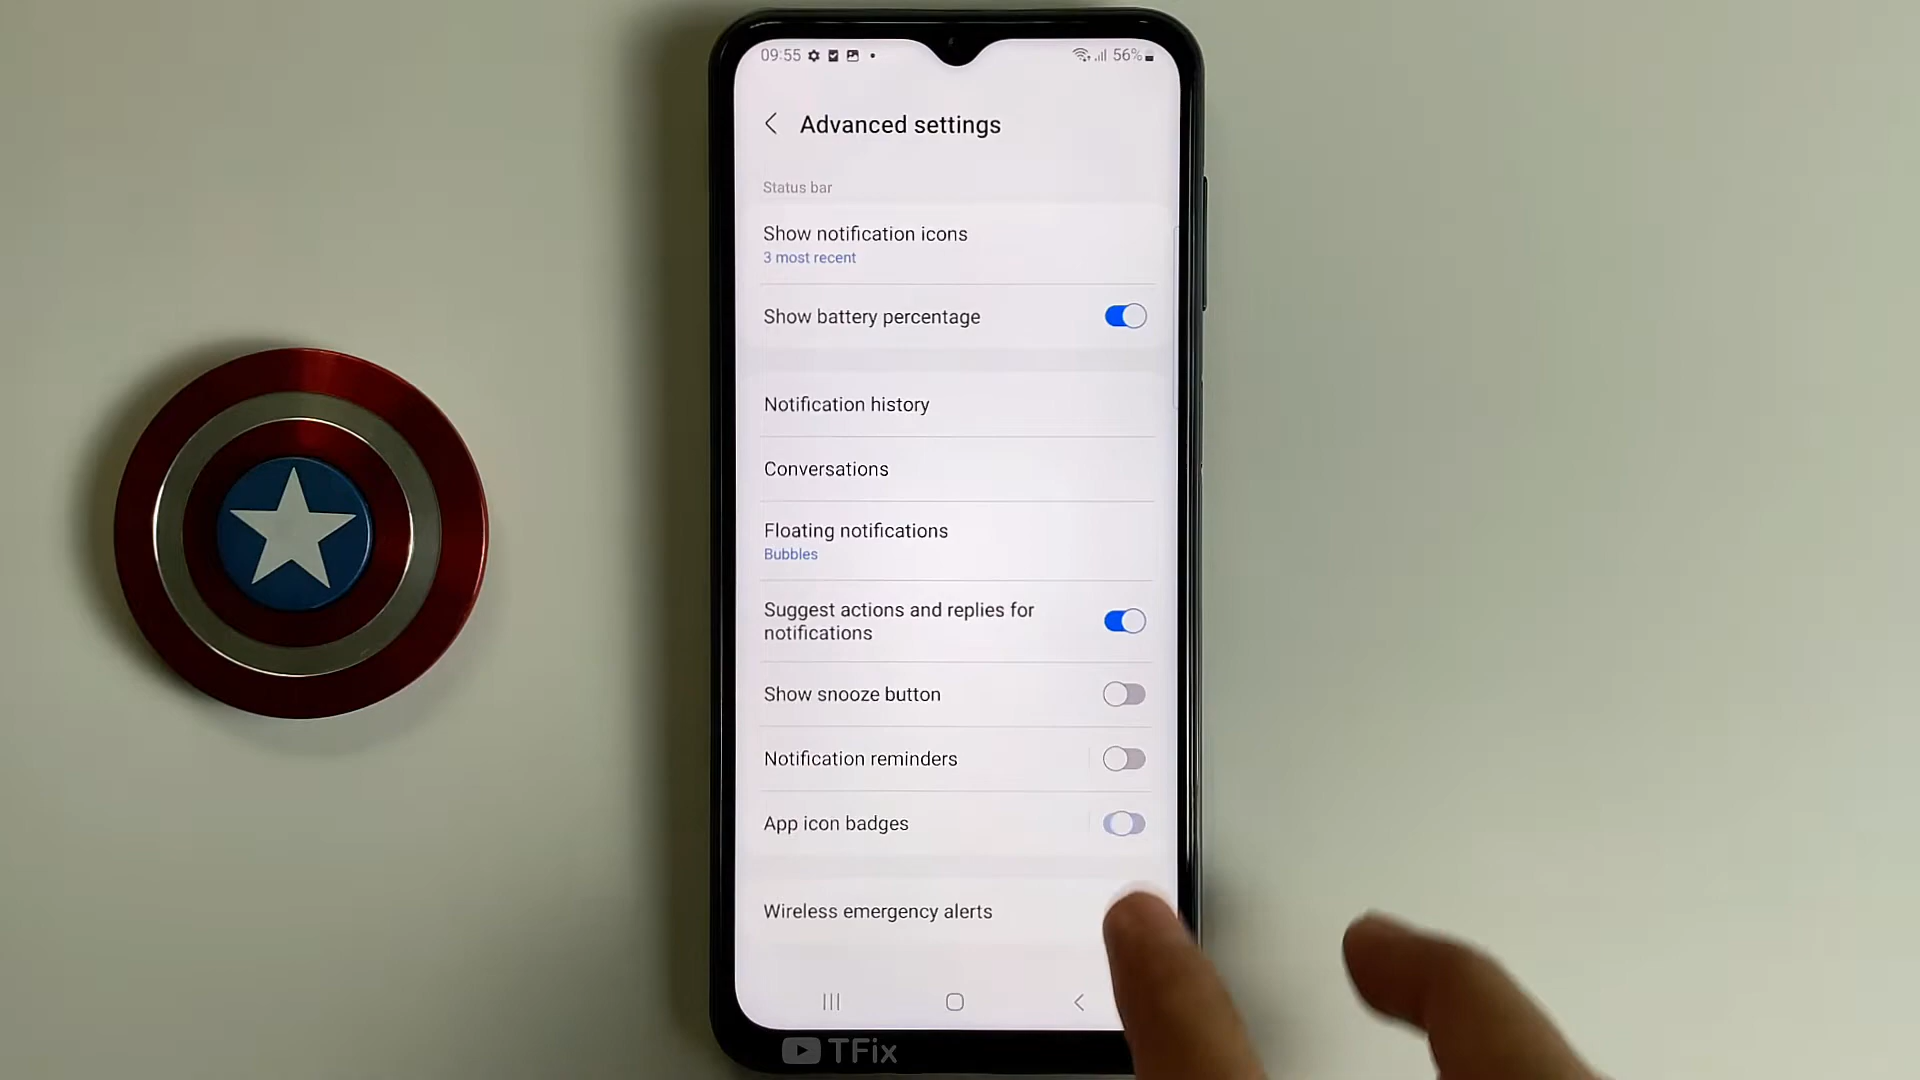 09:55
56%
Advanced settings
Status bar
Show notification icons
3 most recent
Show battery percentage
Notification history
Conversations
Floating notifications
Bubbles
Suggest actions and replies for
notifications
Show snooze button
Notification reminders
App icon badges
Wireless emergency alerts
TFix